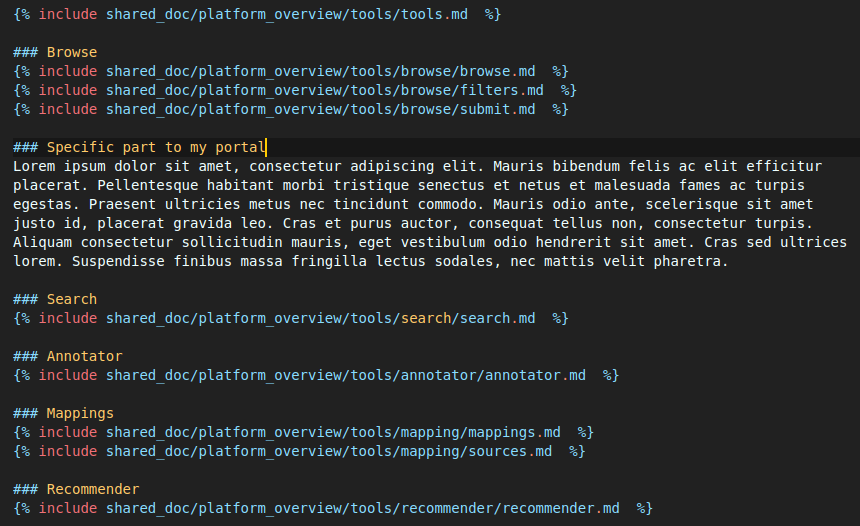 {% include shared_doc/platform_overview/tools/tools.md  %}
### Browse
{% include shared_doc/platform_overview/tools/browse/browse.md  %}
{% include shared_doc/platform_overview/tools/browse/filters.md  %}
{% include shared_doc/platform_overview/tools/browse/submit.md  %}
### Specific part to my portal
Lorem ipsum dolor sit amet, consectetur adipiscing elit. Mauris bibendum felis ac elit efficitur
placerat. Pellentesque habitant morbi tristique senectus et netus et malesuada fames ac turpis
egestas. Praesent ultricies metus nec tincidunt commodo. Mauris odio ante, scelerisque sit amet
justo id, placerat gravida leo. Cras et purus auctor, consequat tellus non, consectetur turpis.
Aliquam consectetur sollicitudin mauris, eget vestibulum odio hendrerit sit amet. Cras sed ultrices
lorem. Suspendisse finibus massa fringilla lectus sodales, nec mattis velit pharetra.
### Search
{% include shared_doc/platform_overview/tools/search/search.md  %}
### Annotator
{% include shared_doc/platform_overview/tools/annotator/annotator.md  %}
### Mappings
{% include shared_doc/platform_overview/tools/mapping/mappings.md  %}
{% include shared_doc/platform_overview/tools/mapping/sources.md  %}
### Recommender
{% include shared_doc/platform_overview/tools/recommender/recommender.md  %}